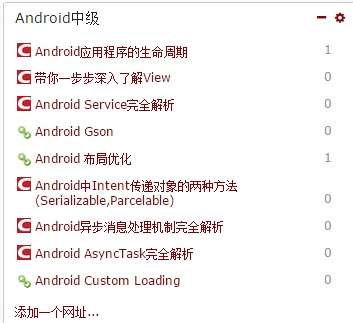 Android中级
Android应用程序的生命周期 1
带你一步步深入了解View 0
Android Service完全解析 0
Android Gson 0
Android 布局优化 1
Android中Intent传递对象的两种方法 0
(Serializable,Parcelable)
Android异步消息处理机制完全解析 0
Android AsyncTask完全解析 0
Android Custom Loading 0
添加一个网址...